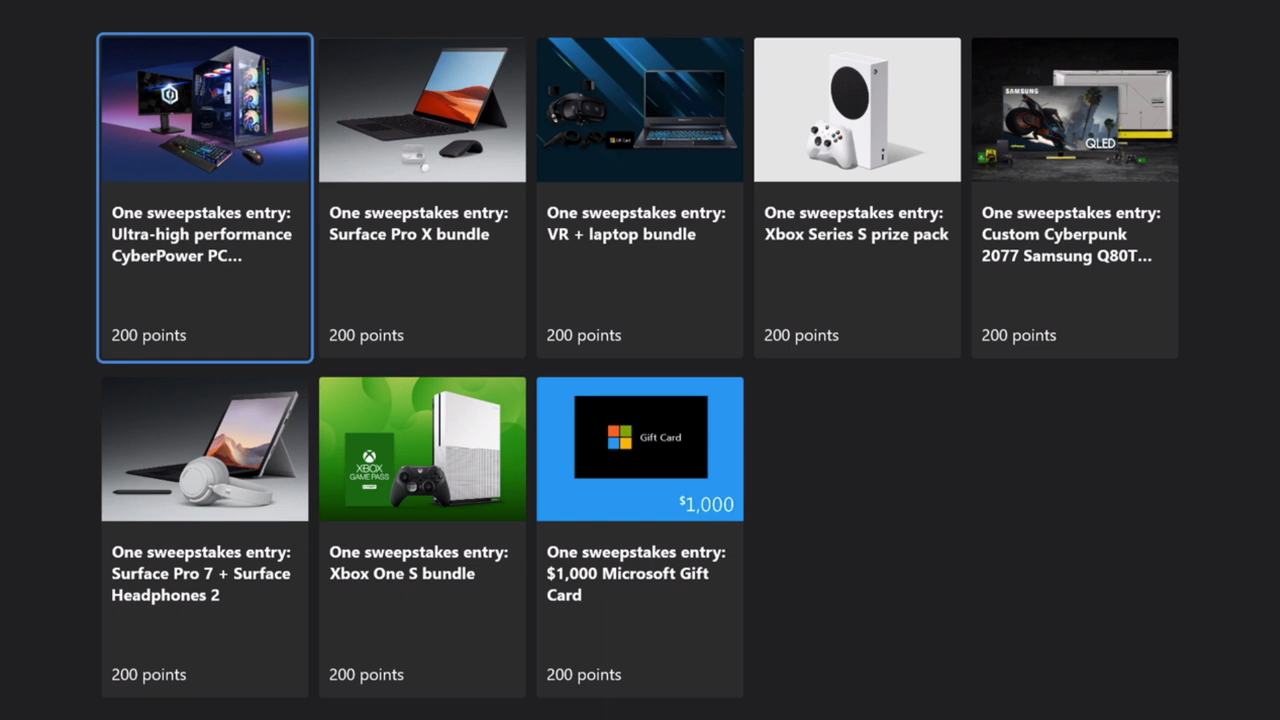 SAMSUNG
QLED
One sweepstakes entry:
Ultra-high performance
CyberPower PC...
200 points
One sweepstakes entry:
Surface Pro X bundle
200 points
One sweepstakes entry:
VR + laptop bundle
200 points
One sweepstakes entry:
Xbox Series S prize pack
200 points
One sweepstakes entry:
Custom Cyberpunk
2077 Samsung Q80T...
200 points
XBOX
GAME PASS
Gift Card
$1,000
One sweepstakes entry:
Surface Pro 7 + Surface
Headphones 2
200 points
One sweepstakes entry:
Xbox One S bundle
200 points
One sweepstakes entry:
$1,000 Microsoft Gift
Card
200 points